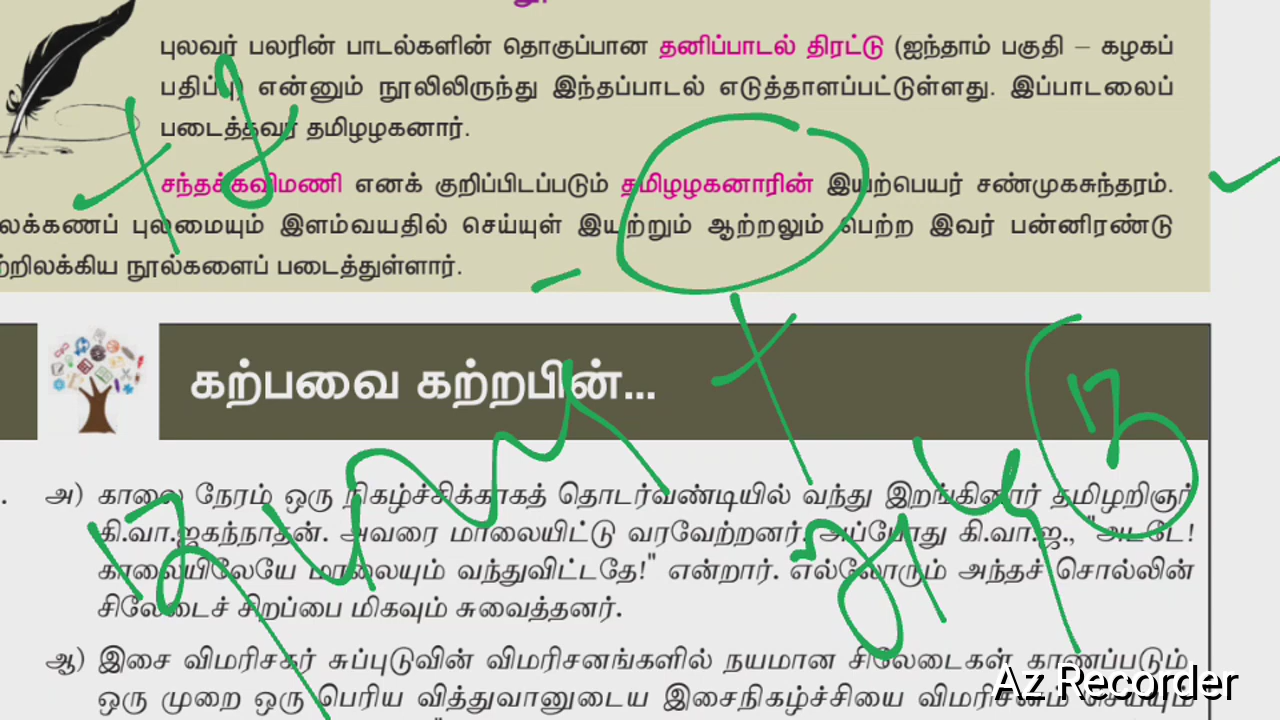 புலவர் பலரின் பாடல்களின் தொகுப்பான தனிப்பாடல் திரட்டு (ஐந்தாம் பகுதி – கழகப்
பதிப்பு) என்னும் நூலிலிருந்து இந்தப்பாடல் எடுத்தாளப்பட்டுள்ளது. இப்பாடலைப்
படைத்தவர் தமிழழகனார்.
சந்தக்கவிமணி எனக் குறிப்பிடப்படும் தமிழழகனாரின் இயற்பெயர் சண்முகசுந்தரம்.
லக்கணப் புலமையும் இளம்வயதில் செய்யுள் இயற்றும் ஆற்றலும் பெற்ற இவர் பன்னிரண்டு
ற்றிலக்கிய நூல்களைப் படைத்துள்ளார்.
கற்பவை கற்றபின்...
அ) காலை நேரம் ஒரு நிகழ்ச்சிக்காகத் தொடர்வண்டியில் வந்து இறங்கினார் தமிழறிஞர்
கி.வா.ஜகந்நாதன். அவரை மாலையிட்டு வரவேற்றனர். அப்போது கி.வா.ஜ., "அடடே!
காலையிலேயே மாலையும் வந்துவிட்டதே!" என்றார். எல்லோரும் அந்தச் சொல்லின்
சிலேடைச் சிறப்பை மிகவும் சுவைத்தனர்.
ஆ) இசை விமரிசகர் சுப்புடுவின் விமரிசனங்களில் நயமான சிலேடைகள் காணப்படும்.
ஒரு முறை ஒரு பெரிய வித்துவானுடைய இசைநிகழ்ச்சியை விமரிசனம் செய்யும்
Az Recorder